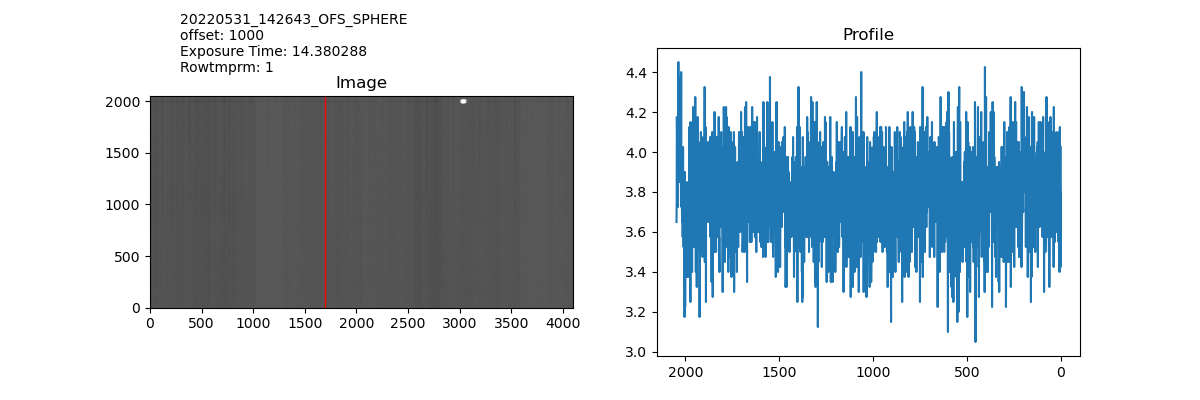 20220531_142643_OFS_SPHERE
offset: 1000
Exposure Time: 14.380288
Rowtmprm: 1
Image
2000
1500
1000
500
0
0 500 1000 1500 2000 2500 3000 3500 4000
Profile
4.4
4.2
4.0
3.8
3.6
3.4
3.2
3.0
2000 1500 1000 500 0